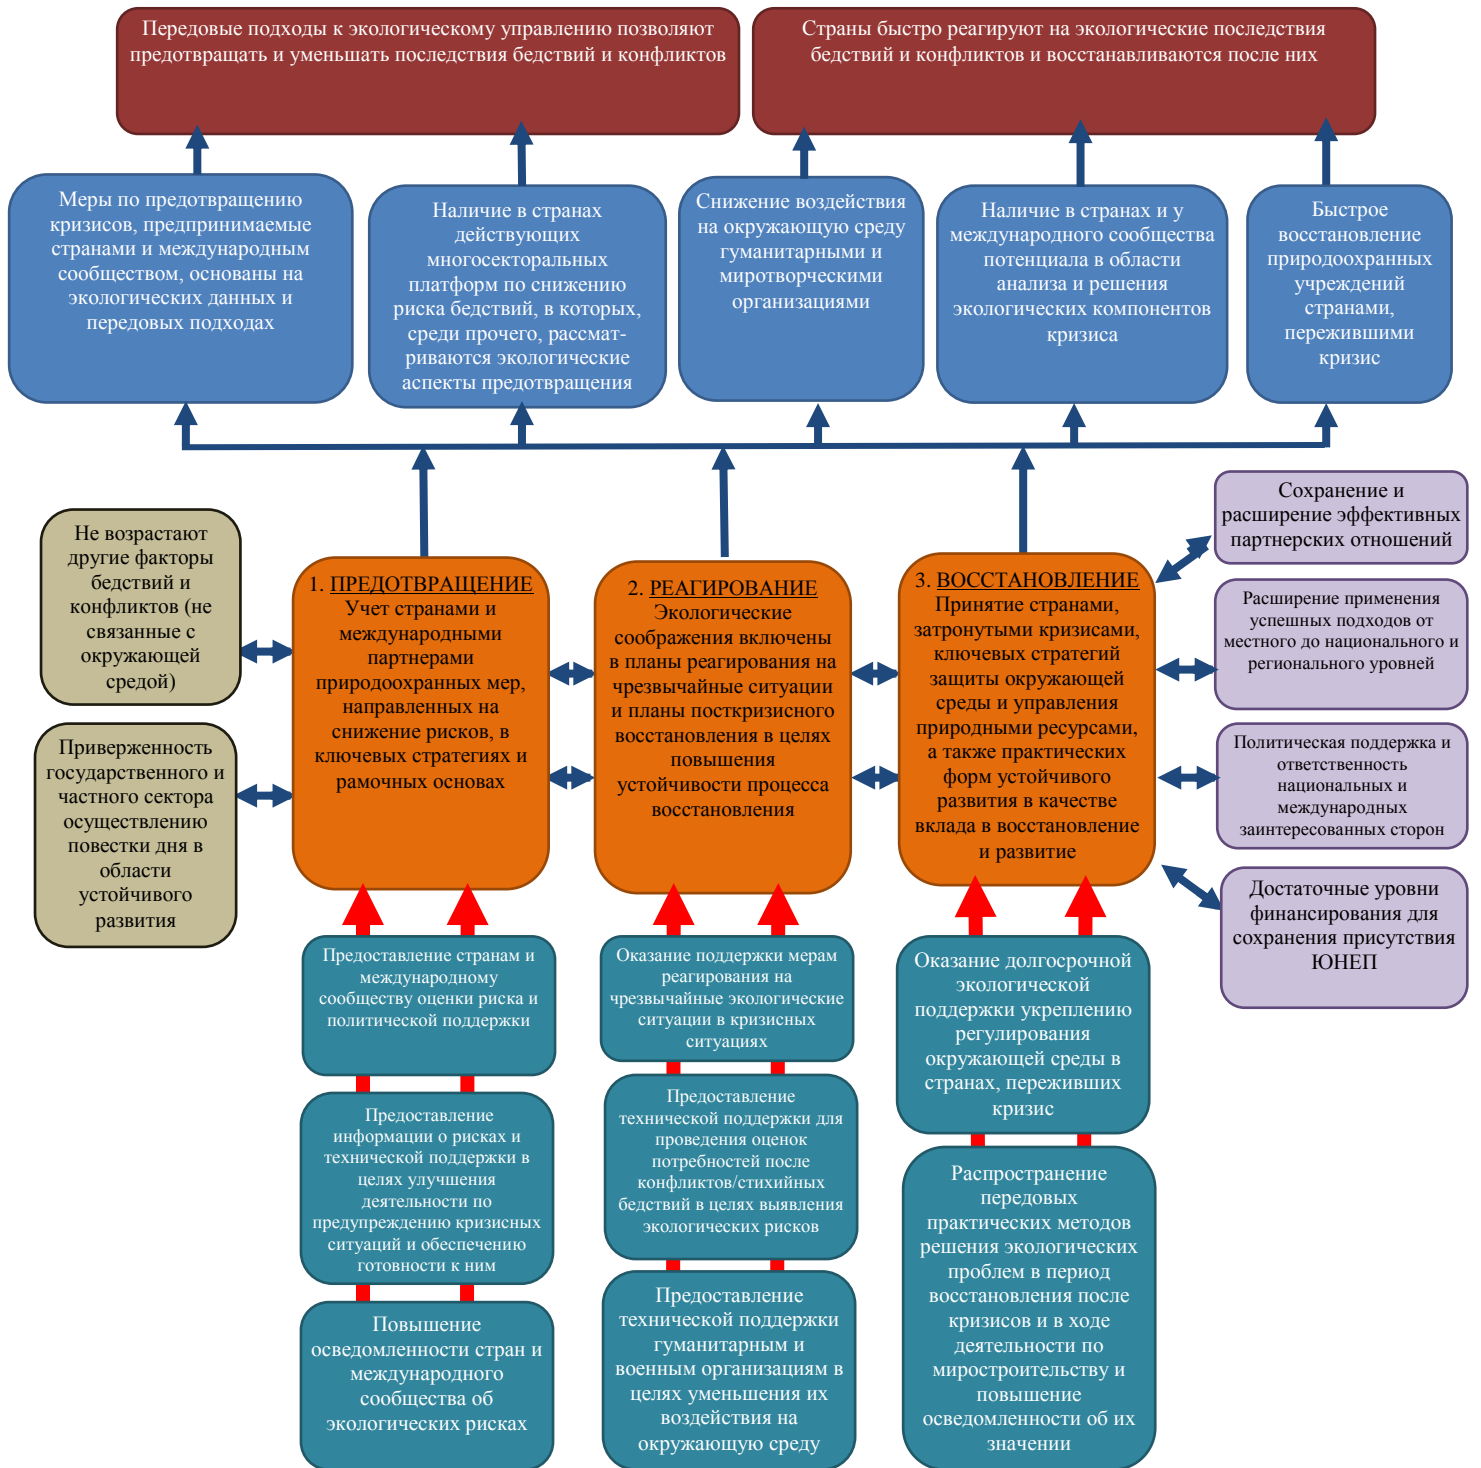 Передовые подходы к экологическому управлению позволяют
предотвращать и уменьшать последствия бедствий и конфликтов
Страны быстро реагируют на экологические последствия
бедствий и конфликтов и восстанавливаются после них
Меры по предотвращению
кризисов, предпринимаемые
странами и международным
сообществом, основаны на
экологических данных и
передовых подходах
Наличие в странах
действующих
многосекторальных
платформ по снижению
риска бедствий, в которых,
среди прочего, рассмат-
риваются экологические
аспекты предотвращения
Снижение воздействия
на окружающую среду
гуманитарными и
миротворческими
организациями
Наличие в странах и у
международного сообщества
потенциала в области
анализа и решения
экологических компонентов
кризиса
Быстрое
восстановление
природоохранных
учреждений
странами,
пережившими
кризис
Не возрастают
другие факторы
бедствий и
конфликтов (не
связанные с
окружающей
средой)
Приверженность
государственного и
частного сектора
осуществлению
повестки дня в
области
устойчивого
развития
1. ПРЕДОТВРАЩЕНИЕ
Учет странами и
международными
партнерами
природоохранных мер,
направленных на
снижение рисков, в
ключевых стратегиях и
рамочных основах
2. РЕАГИРОВАНИЕ
Экологические
соображения включены
в планы реагирования на
чрезвычайные ситуации
и планы посткризисного
восстановления в целях
повышения
устойчивости процесса
восстановления
3. ВОССТАНОВЛЕНИЕ
Принятие странами,
затронутыми кризисами,
ключевых стратегий
защиты окружающей
среды и управления
природными ресурсами,
а также практических
форм устойчивого
развития в качестве
вклада в восстановление
и развитие
Сохранение и
расширение эффективных
партнерских отношений
Расширение применения
успешных подходов от
местного до национального и
регионального уровней
Политическая поддержка и
ответственность
национальных и
международных
заинтересованных сторон
Достаточные уровни
финансирования для
сохранения присутствия
ЮНЕП
Предоставление странам и
международному
сообществу оценки риска и
политической поддержки
Предоставление
информации о рисках и
технической поддержки в
целях улучшения
деятельности по
предупреждению кризисных
ситуаций и обеспечению
готовности к ним
Повышение
осведомленности стран и
международного
сообщества об
экологических рисках
Оказание поддержки мерам
реагирования на
чрезвычайные экологические
ситуации в кризисных
ситуациях
Предоставление
технической поддержки для
проведения оценок
потребностей после
конфликтов/стихийных
бедствий в целях выявления
экологических рисков
Предоставление
технической поддержки
гуманитарным и
военным организациям в
целях уменьшения их
воздействия на
окружающую среду
Оказание долгосрочной
экологической
поддержки укреплению
регулирования
окружающей среды в
странах, переживших
кризис
Распространение
передовых
практических методов
решения экологических
проблем в период
восстановления после
кризисов и в ходе
деятельности по
миростроительству и
повышение
осведомленности об их
значении